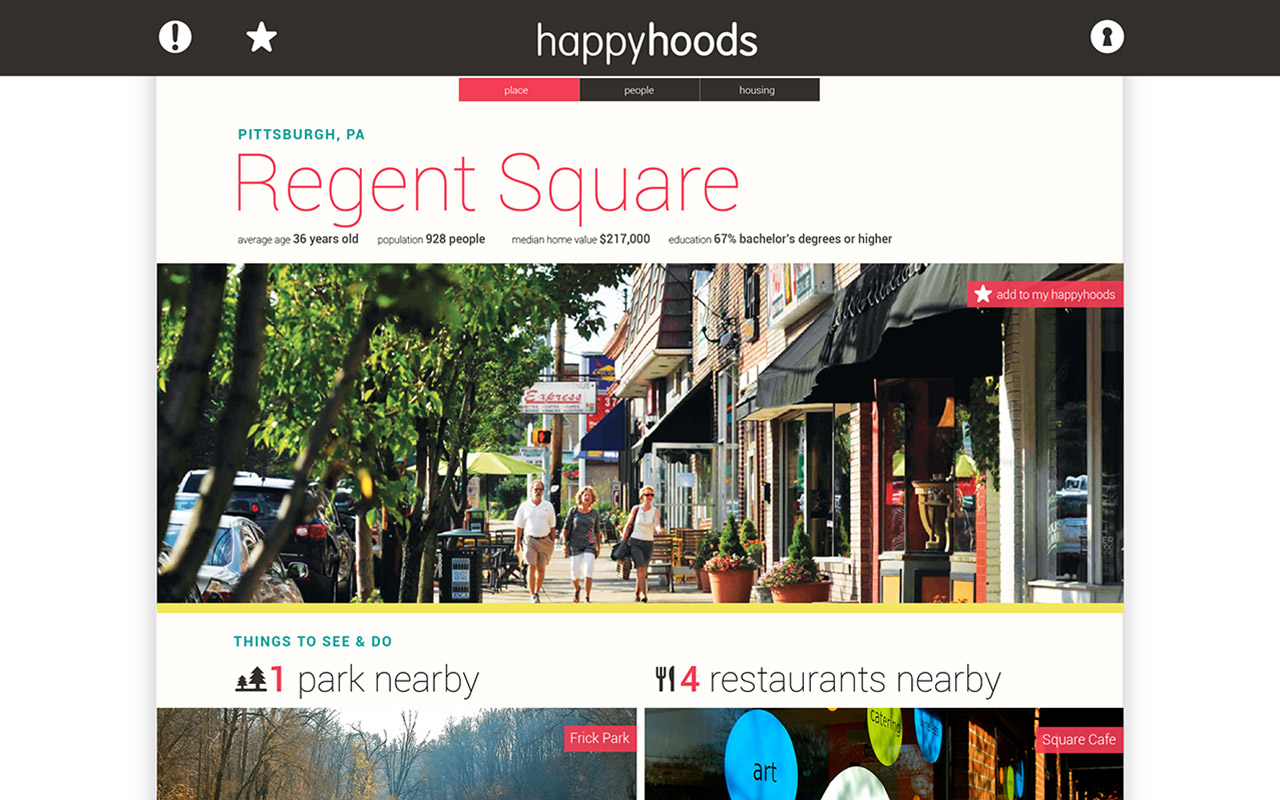 happyhoods
place people housing
PITTSBURGH, PA
Regent Square
average age 36 years old population 928 people median home value $217,000 education 67% bachelor's degrees or higher
add to my happyhoods
Express
THINGS TO SEE & DO
1 park nearby
4 restaurants nearby
Frick Park
catering
Square Cafe
art